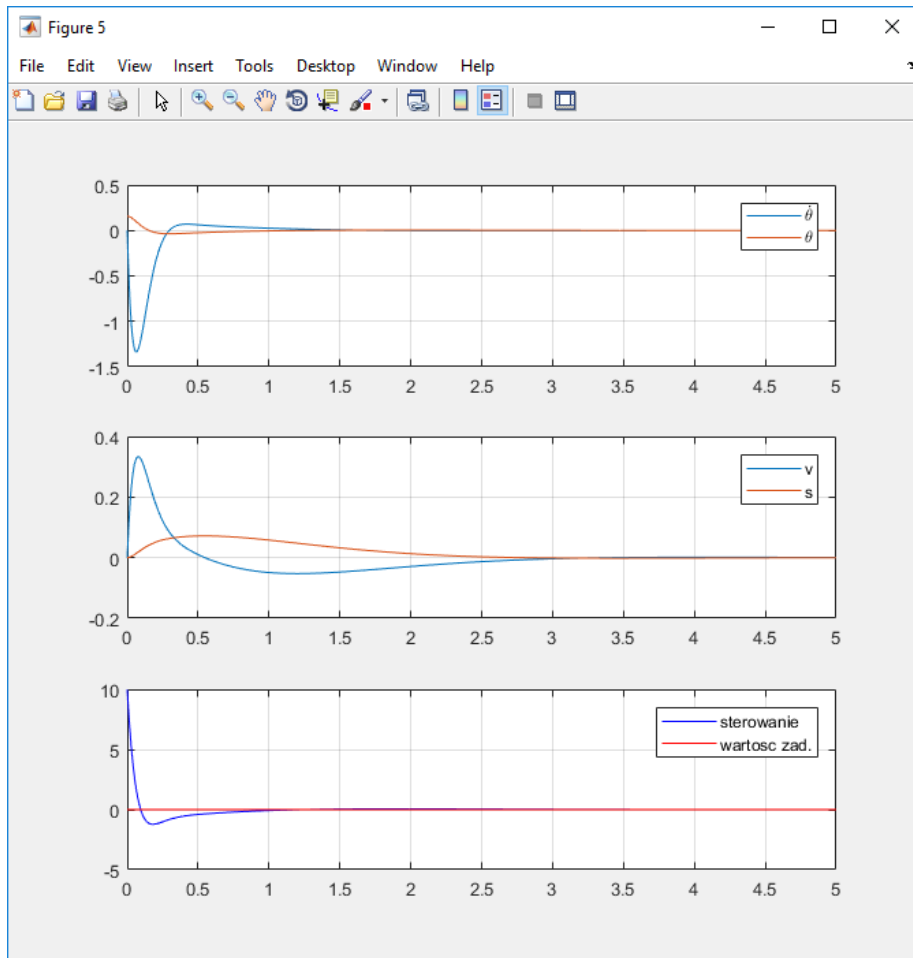 Figure 5
File Edit View Insert Tools Desktop Window Help
0.5
0
-0.5
-1
-1.5
0 0.5 1 1.5 2 2.5 3 3.5 4 4.5 5
θ̇
θ
0.4
0.2
0
-0.2
0 0.5 1 1.5 2 2.5 3 3.5 4 4.5 5
v
s
10
5
0
-5
0 0.5 1 1.5 2 2.5 3 3.5 4 4.5 5
sterowanie
wartosc zad.